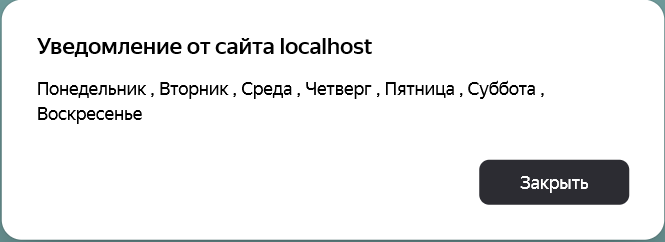 Уведомление от сайта localhost
Понедельник , Вторник , Среда , Четверг , Пятница , Суббота ,
Воскресенье
Закрыть